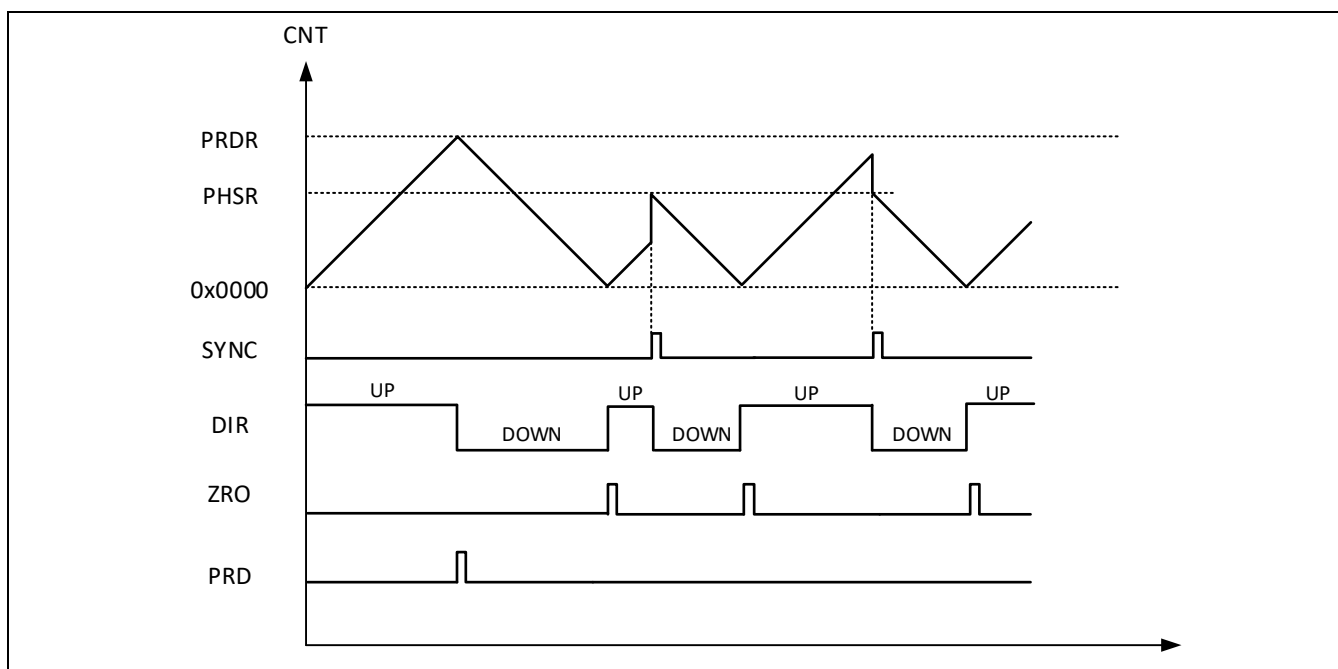 CNT
PRDR
PHSR
0x0000
SYNC
UP UP UP UP
DIR
DOWN DOWN DOWN
ZRO
PRD